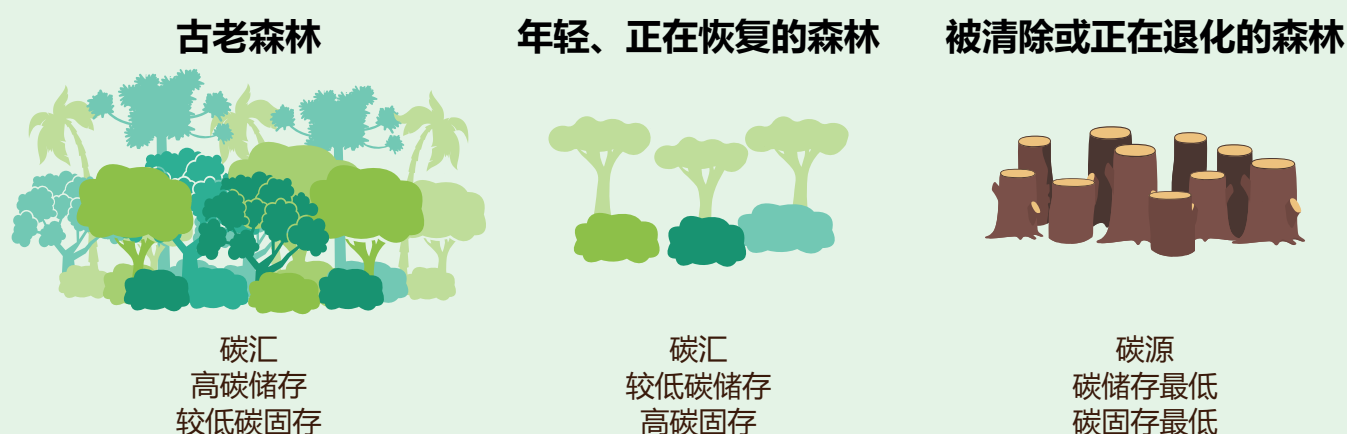 古老森林
年轻、正在恢复的森林
被清除或正在退化的森林
碳汇
高碳储存
较低碳固存
碳汇
较低碳储存
高碳固存
碳源
碳储存最低
碳固存最低